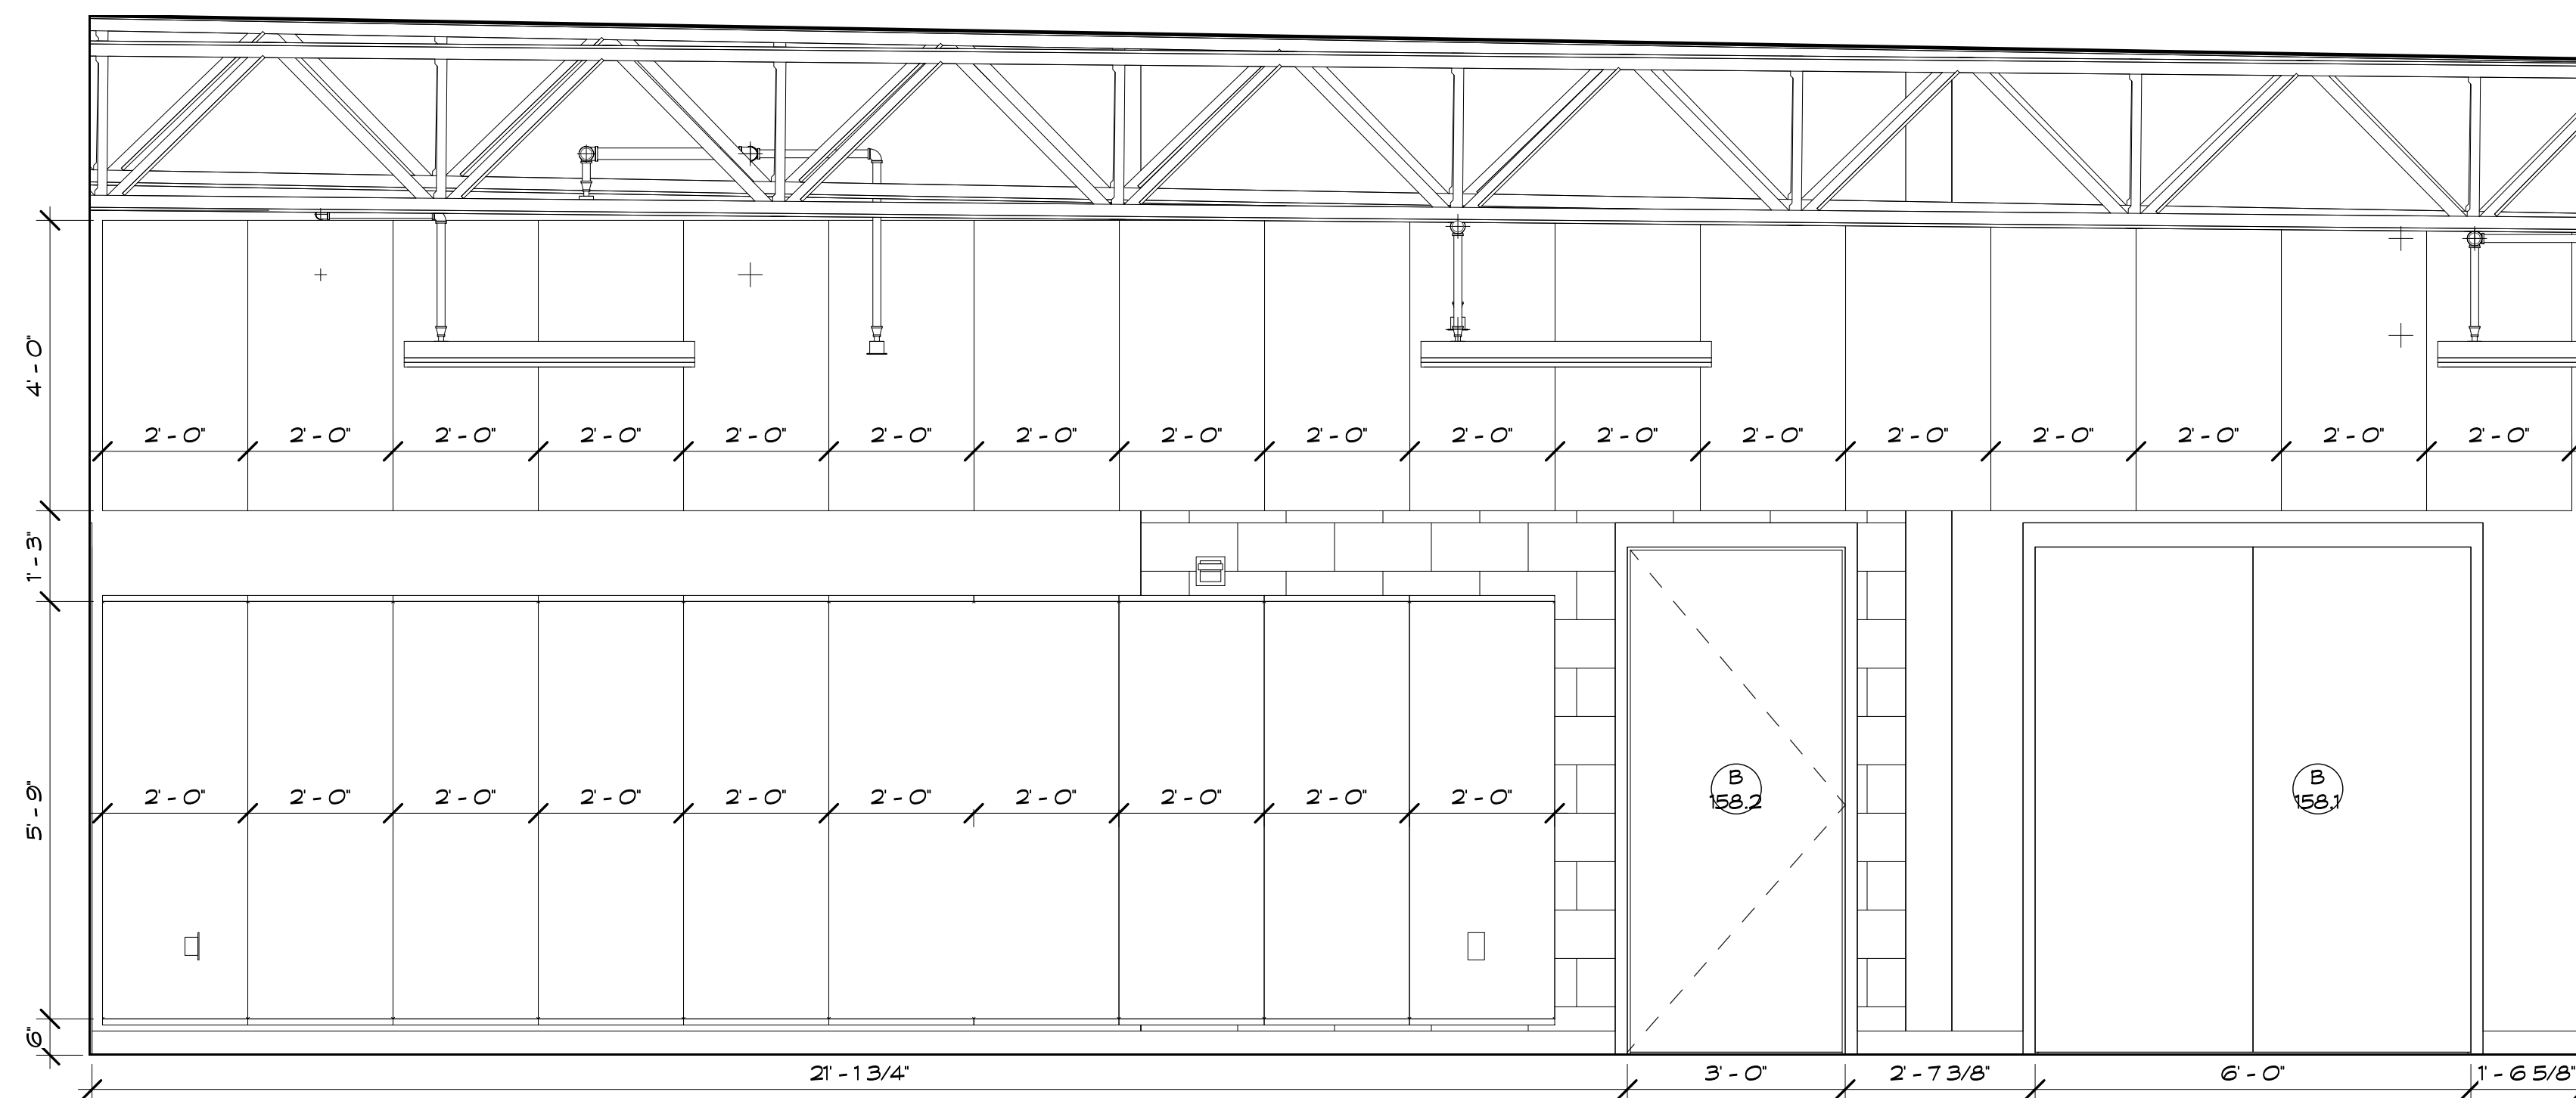 4' - 0"
2' - 0" 2' - 0" 2' - 0" 2' - 0" 2' - 0" 2' - 0" 2' - 0" 2' - 0" 2' - 0" 2' - 0" 2' - 0" 2' - 0" 2' - 0" 2' - 0" 2' - 0" 2' - 0" 2' - 0"
1' - 3"
5' - 9"
2' - 0" 2' - 0" 2' - 0" 2' - 0" 2' - 0" 2' - 0" 2' - 0" 2' - 0" 2' - 0" 2' - 0"
B
158.2
B
158.1
6"
21' - 1 3/4" 3' - 0" 2' - 7 3/8" 6' - 0" 1' - 6 5/8"